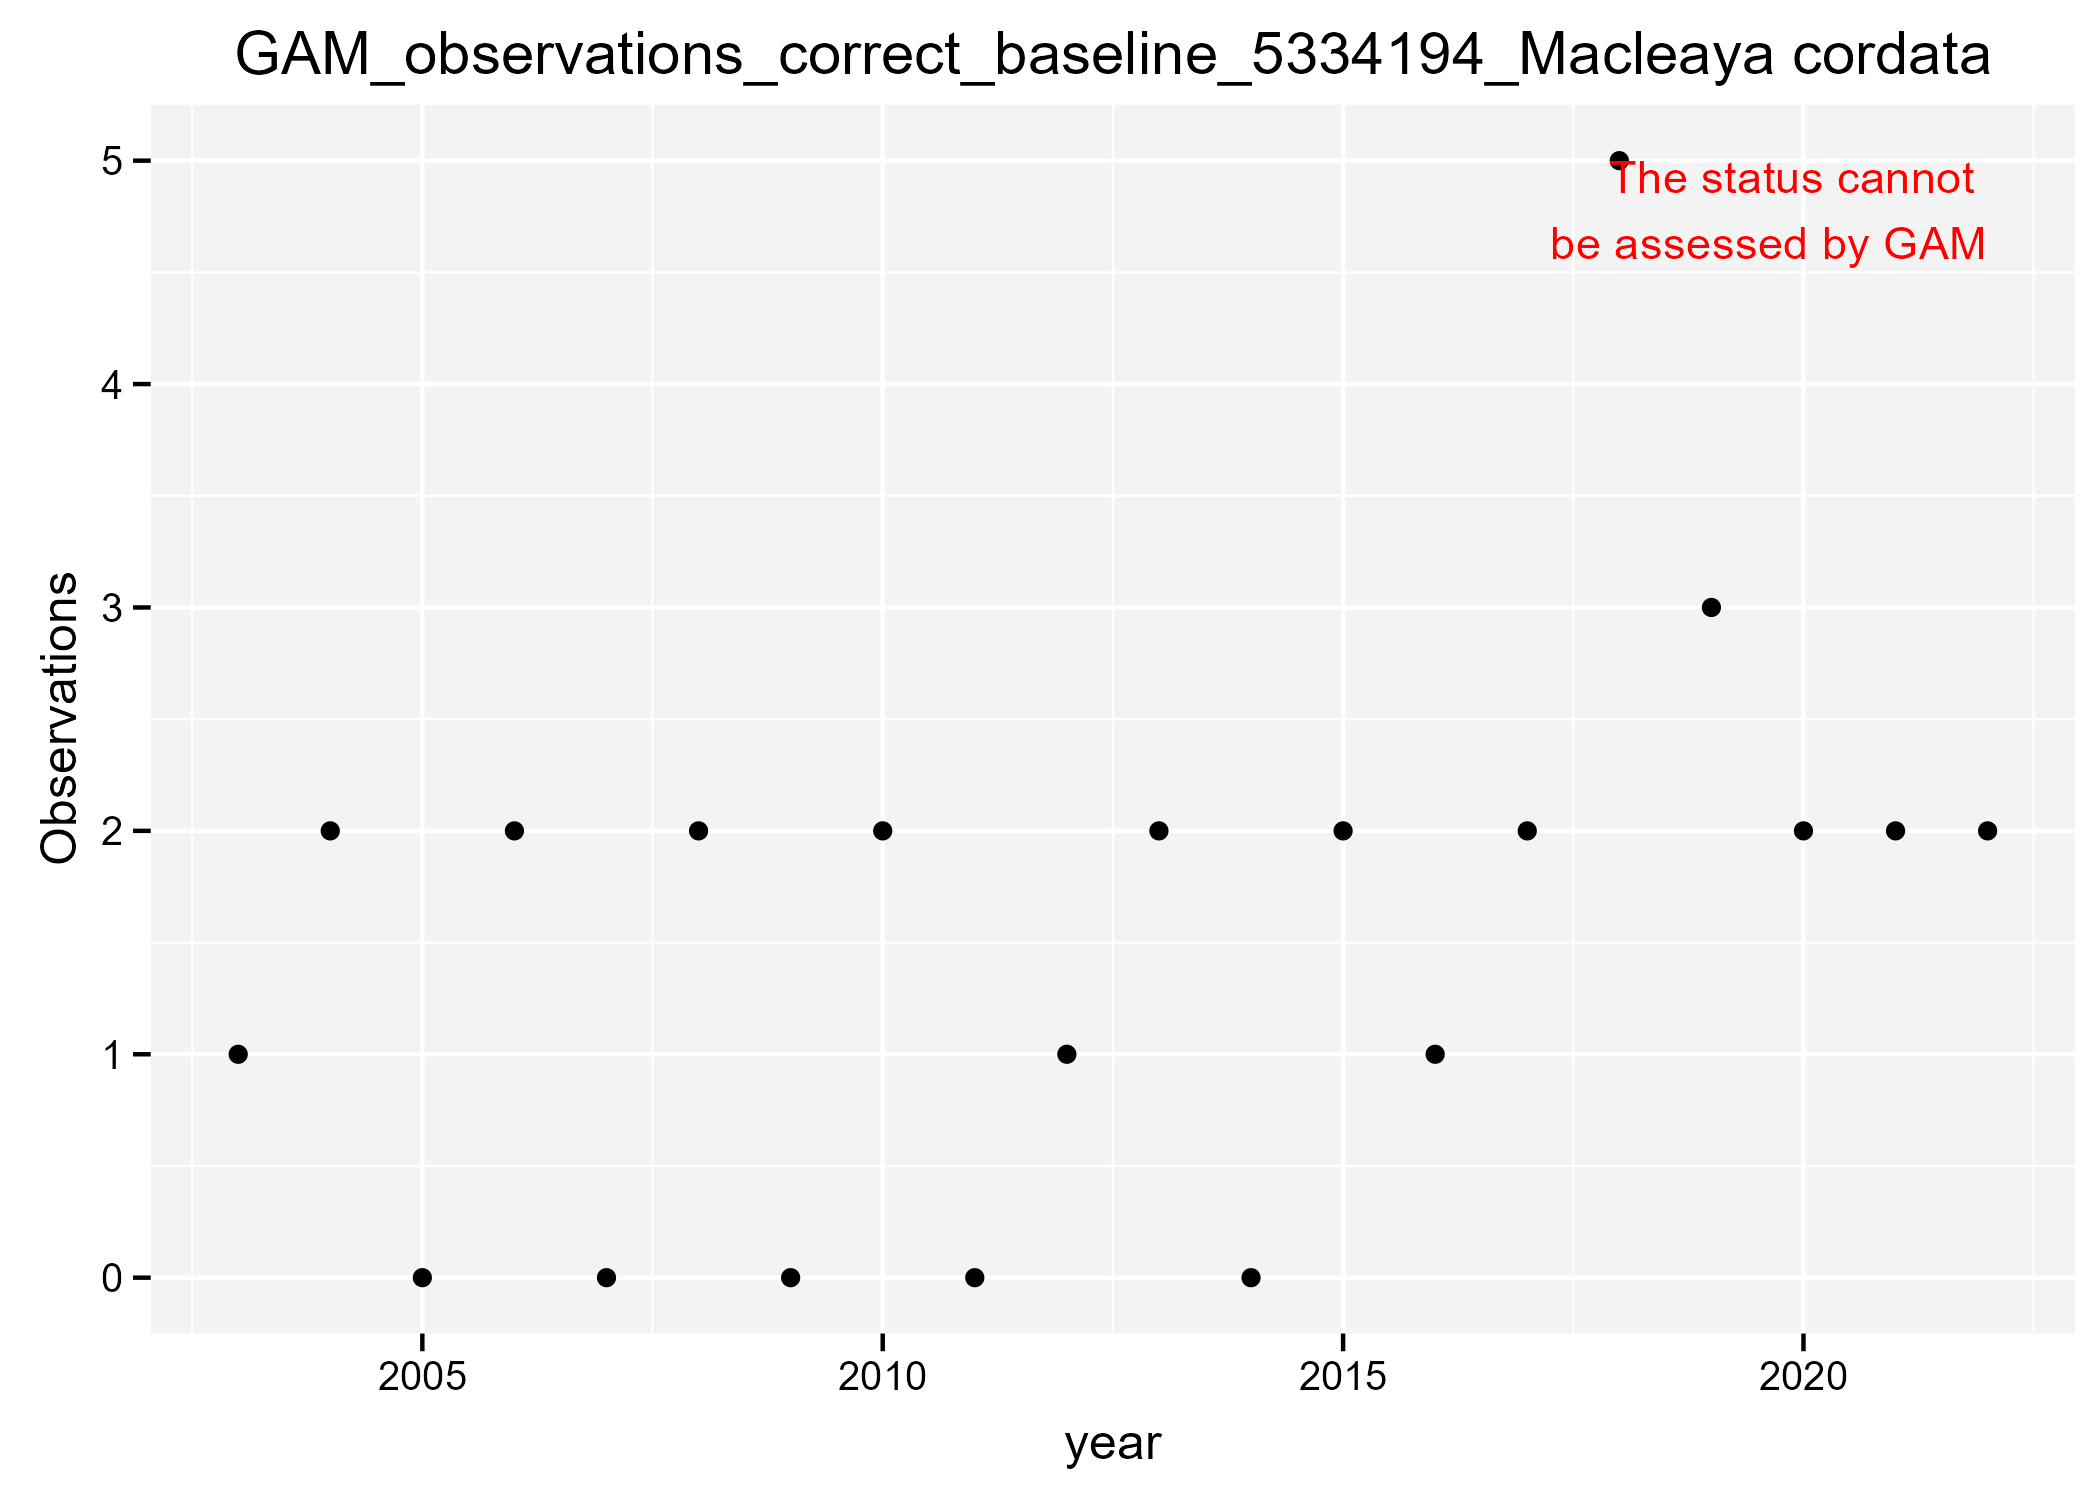 GAM_observations_correct_baseline_5334194_Macleaya cordata
5
The status cannot
be assessed by GAM
4
3
2
1
0
Observations
2005 2010 2015 2020
year